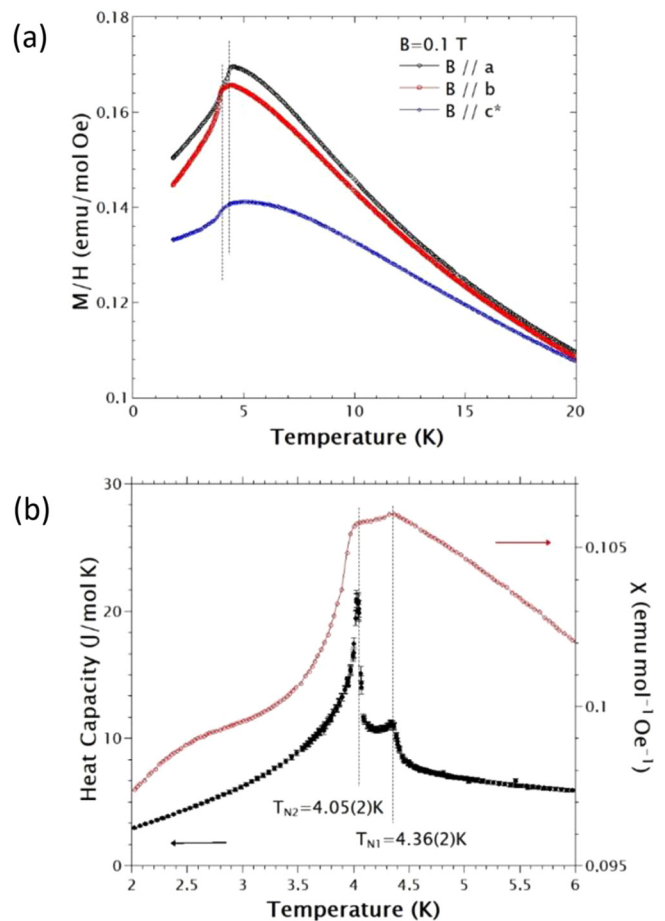 (a)
0.18
0.16
0.14
0.12
0.1
M/H (emu/mol Oe)
B=0.1 T
B // a
B // b
B // c*
0 5 10 15 20
Temperature (K)
(b)
30
20
10
0
Heat Capacity (J/mol K)
0.105
0.1
0.095
Χ (emu mol⁻¹Oe⁻¹)
T_N2=4.05(2)K
T_N1=4.36(2)K
2 2.5 3 3.5 4 4.5 5 5.5 6
Temperature (K)